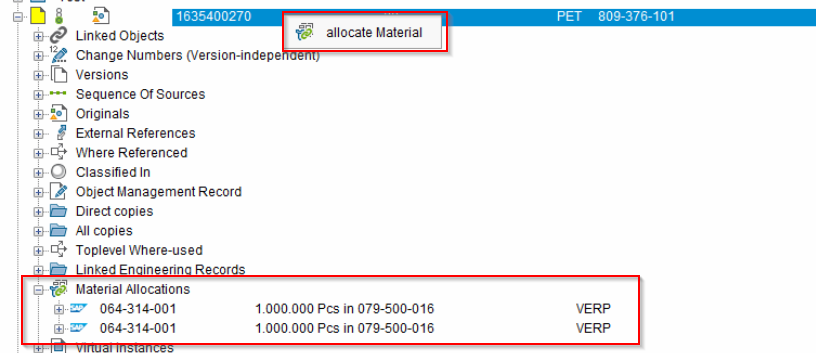 1635400270 PET 809-376-101
allocate Material
Linked Objects
Change Numbers (Version-independent)
Versions
Sequence Of Sources
Originals
External References
Where Referenced
Classified In
Object Management Record
Direct copies
All copies
Toplevel Where-used
Linked Engineering Records
Material Allocations
SAP 064-314-001 1.000.000 Pcs in 079-500-016 VERP
SAP 064-314-001 1.000.000 Pcs in 079-500-016 VERP
Virtual Instances